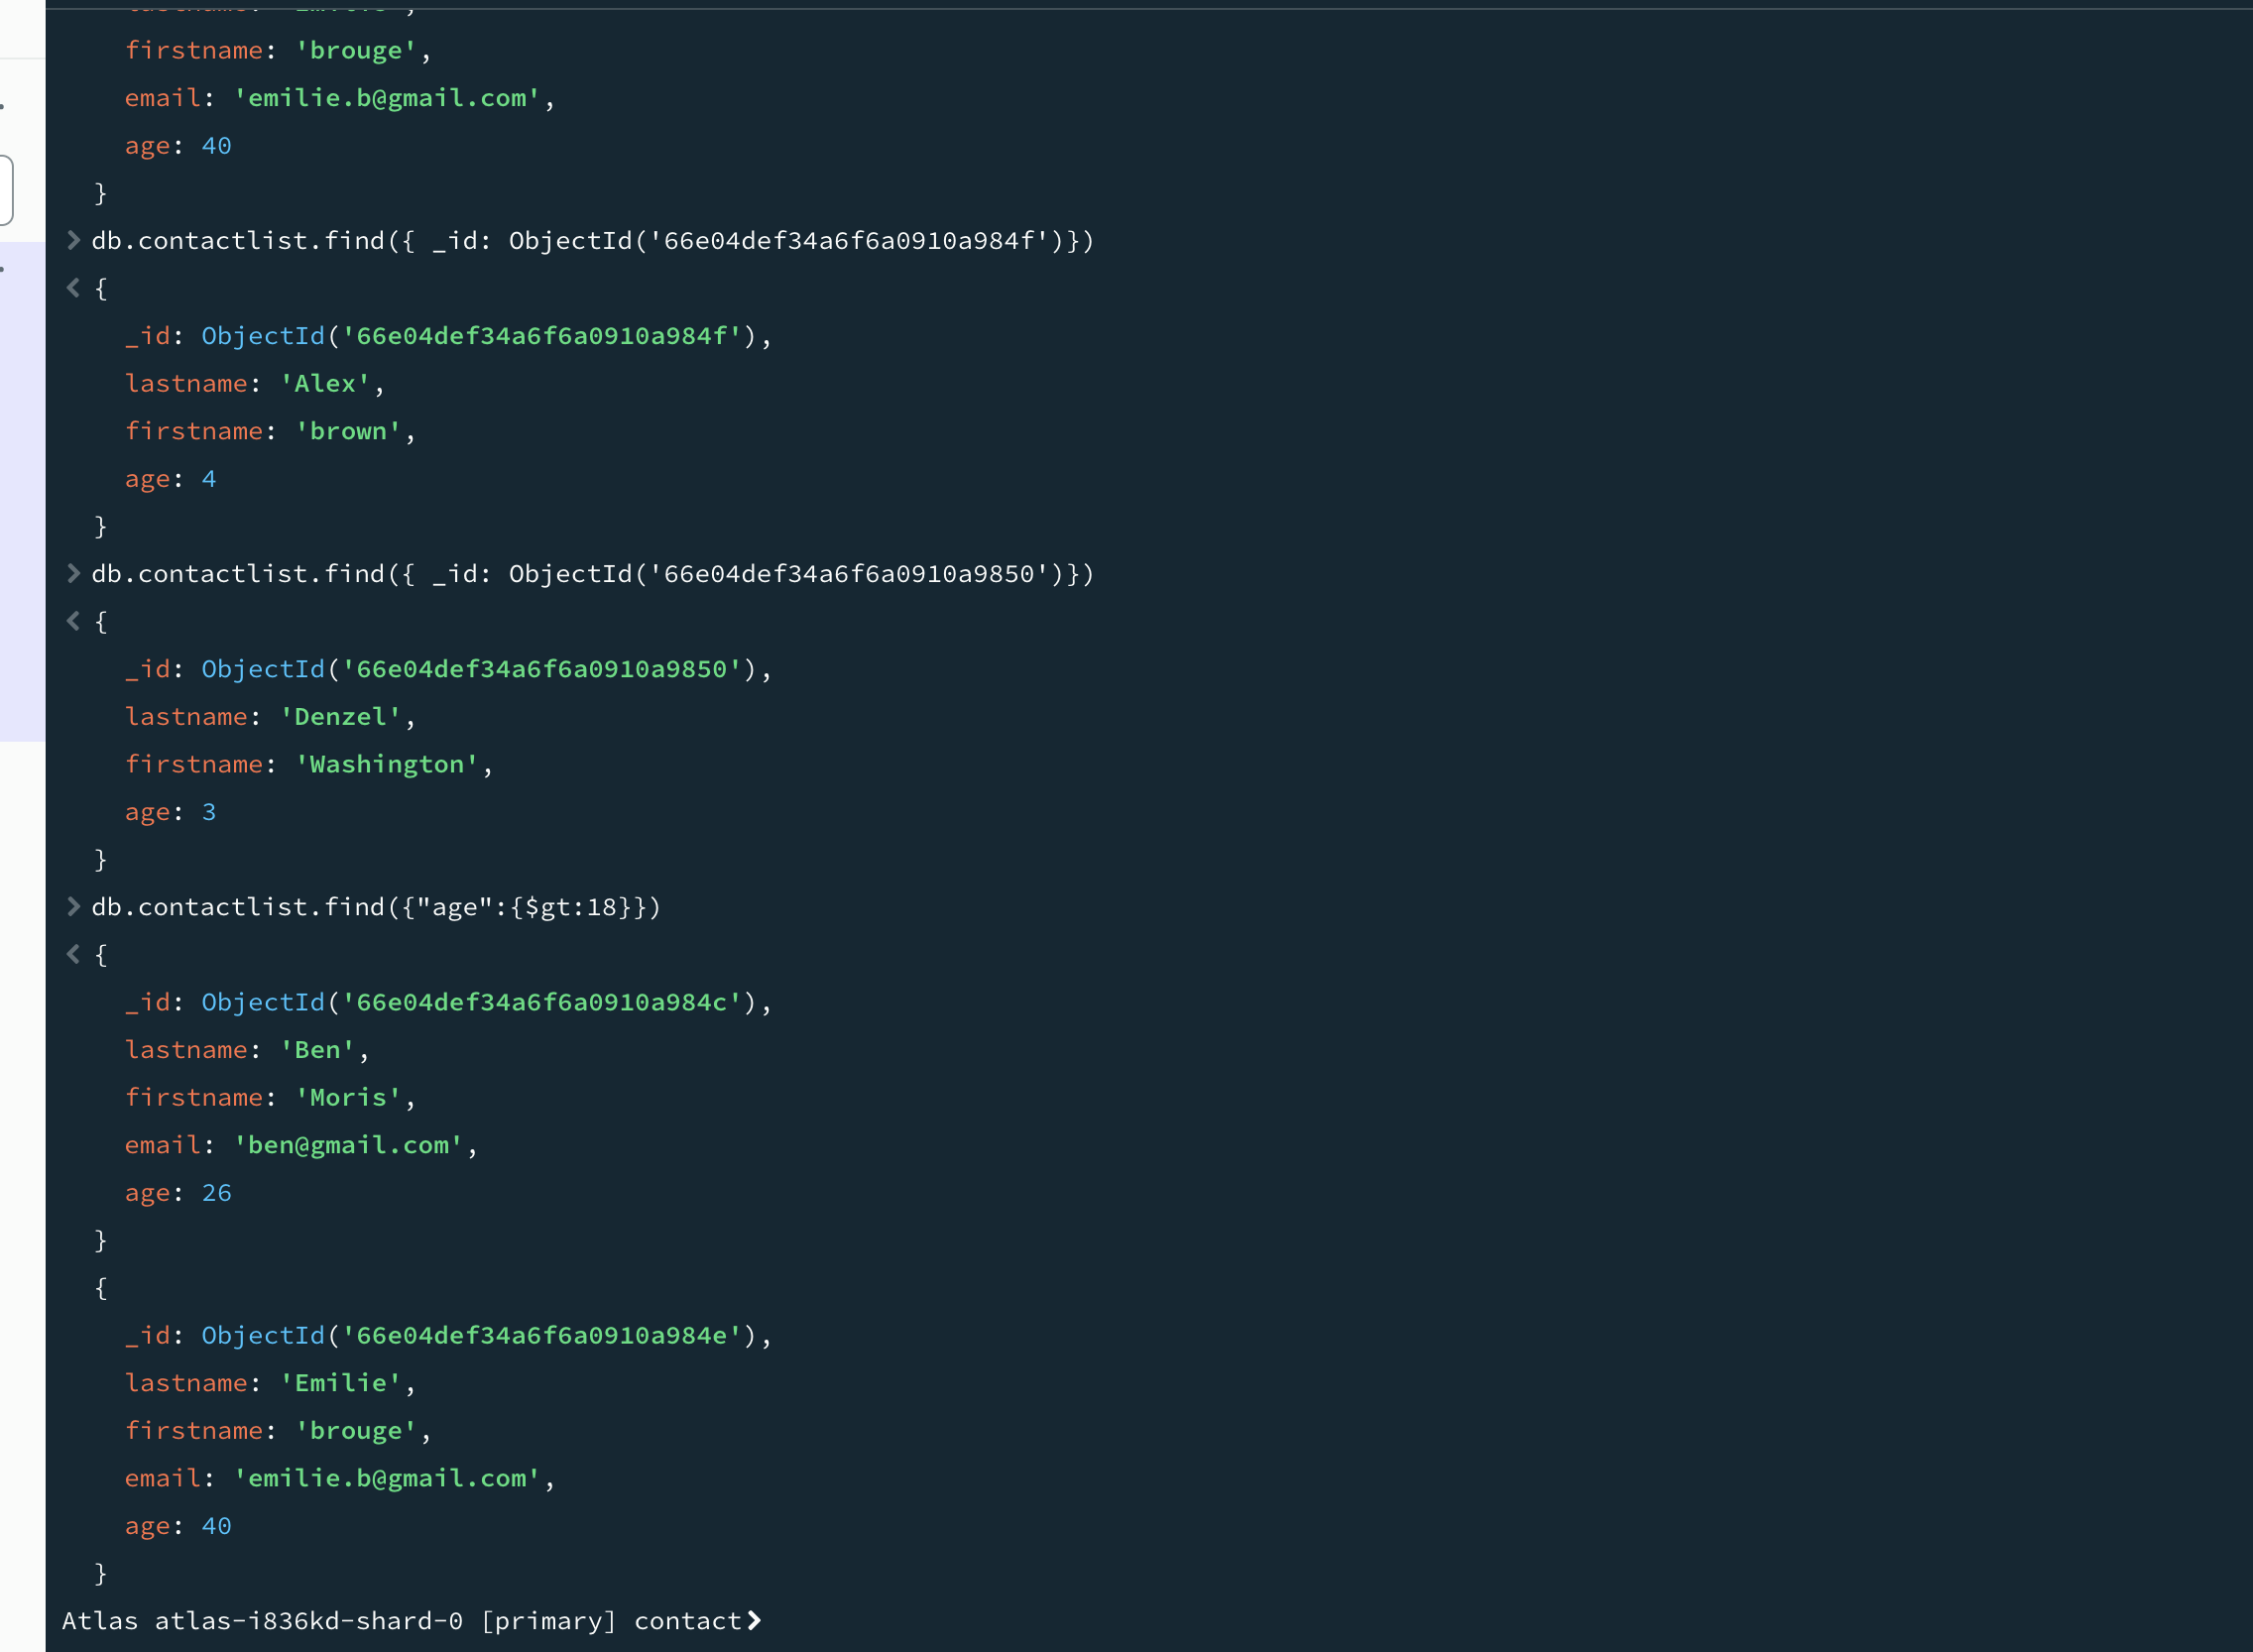 firstname: 'brouge',
email: 'emilie.b@gmail.com',
age: 40
}
db.contactlist.find({ _id: ObjectId('66e04def34a6f6a0910a984f')})
{
_id: ObjectId('66e04def34a6f6a0910a984f'),
lastname: 'Alex',
firstname: 'brown',
age: 4
}
db.contactlist.find({ _id: ObjectId('66e04def34a6f6a0910a9850')})
{
_id: ObjectId('66e04def34a6f6a0910a9850'),
lastname: 'Denzel',
firstname: 'Washington',
age: 3
}
db.contactlist.find({"age":{$gt:18}})
{
_id: ObjectId('66e04def34a6f6a0910a984c'),
lastname: 'Ben',
firstname: 'Moris',
email: 'ben@gmail.com',
age: 26
}
{
_id: ObjectId('66e04def34a6f6a0910a984e'),
lastname: 'Emilie',
firstname: 'brouge',
email: 'emilie.b@gmail.com',
age: 40
}
Atlas atlas-i836kd-shard-0 [primary] contact>